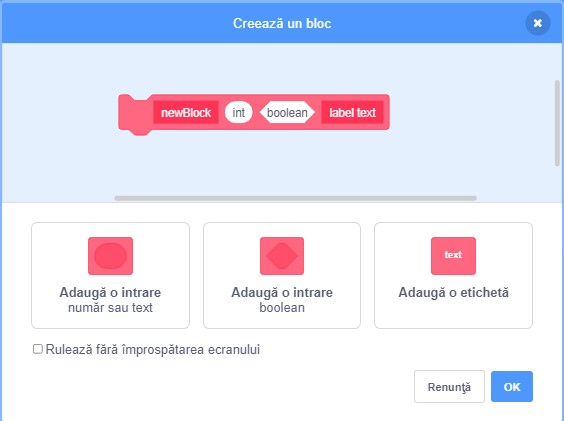 Creează un bloc
newBlock int boolean label text
text
Adaugă o intrare
număr sau text
Adaugă o intrare
boolean
Adaugă o etichetă
Rulează fără împrospătarea ecranului
Renunţă OK